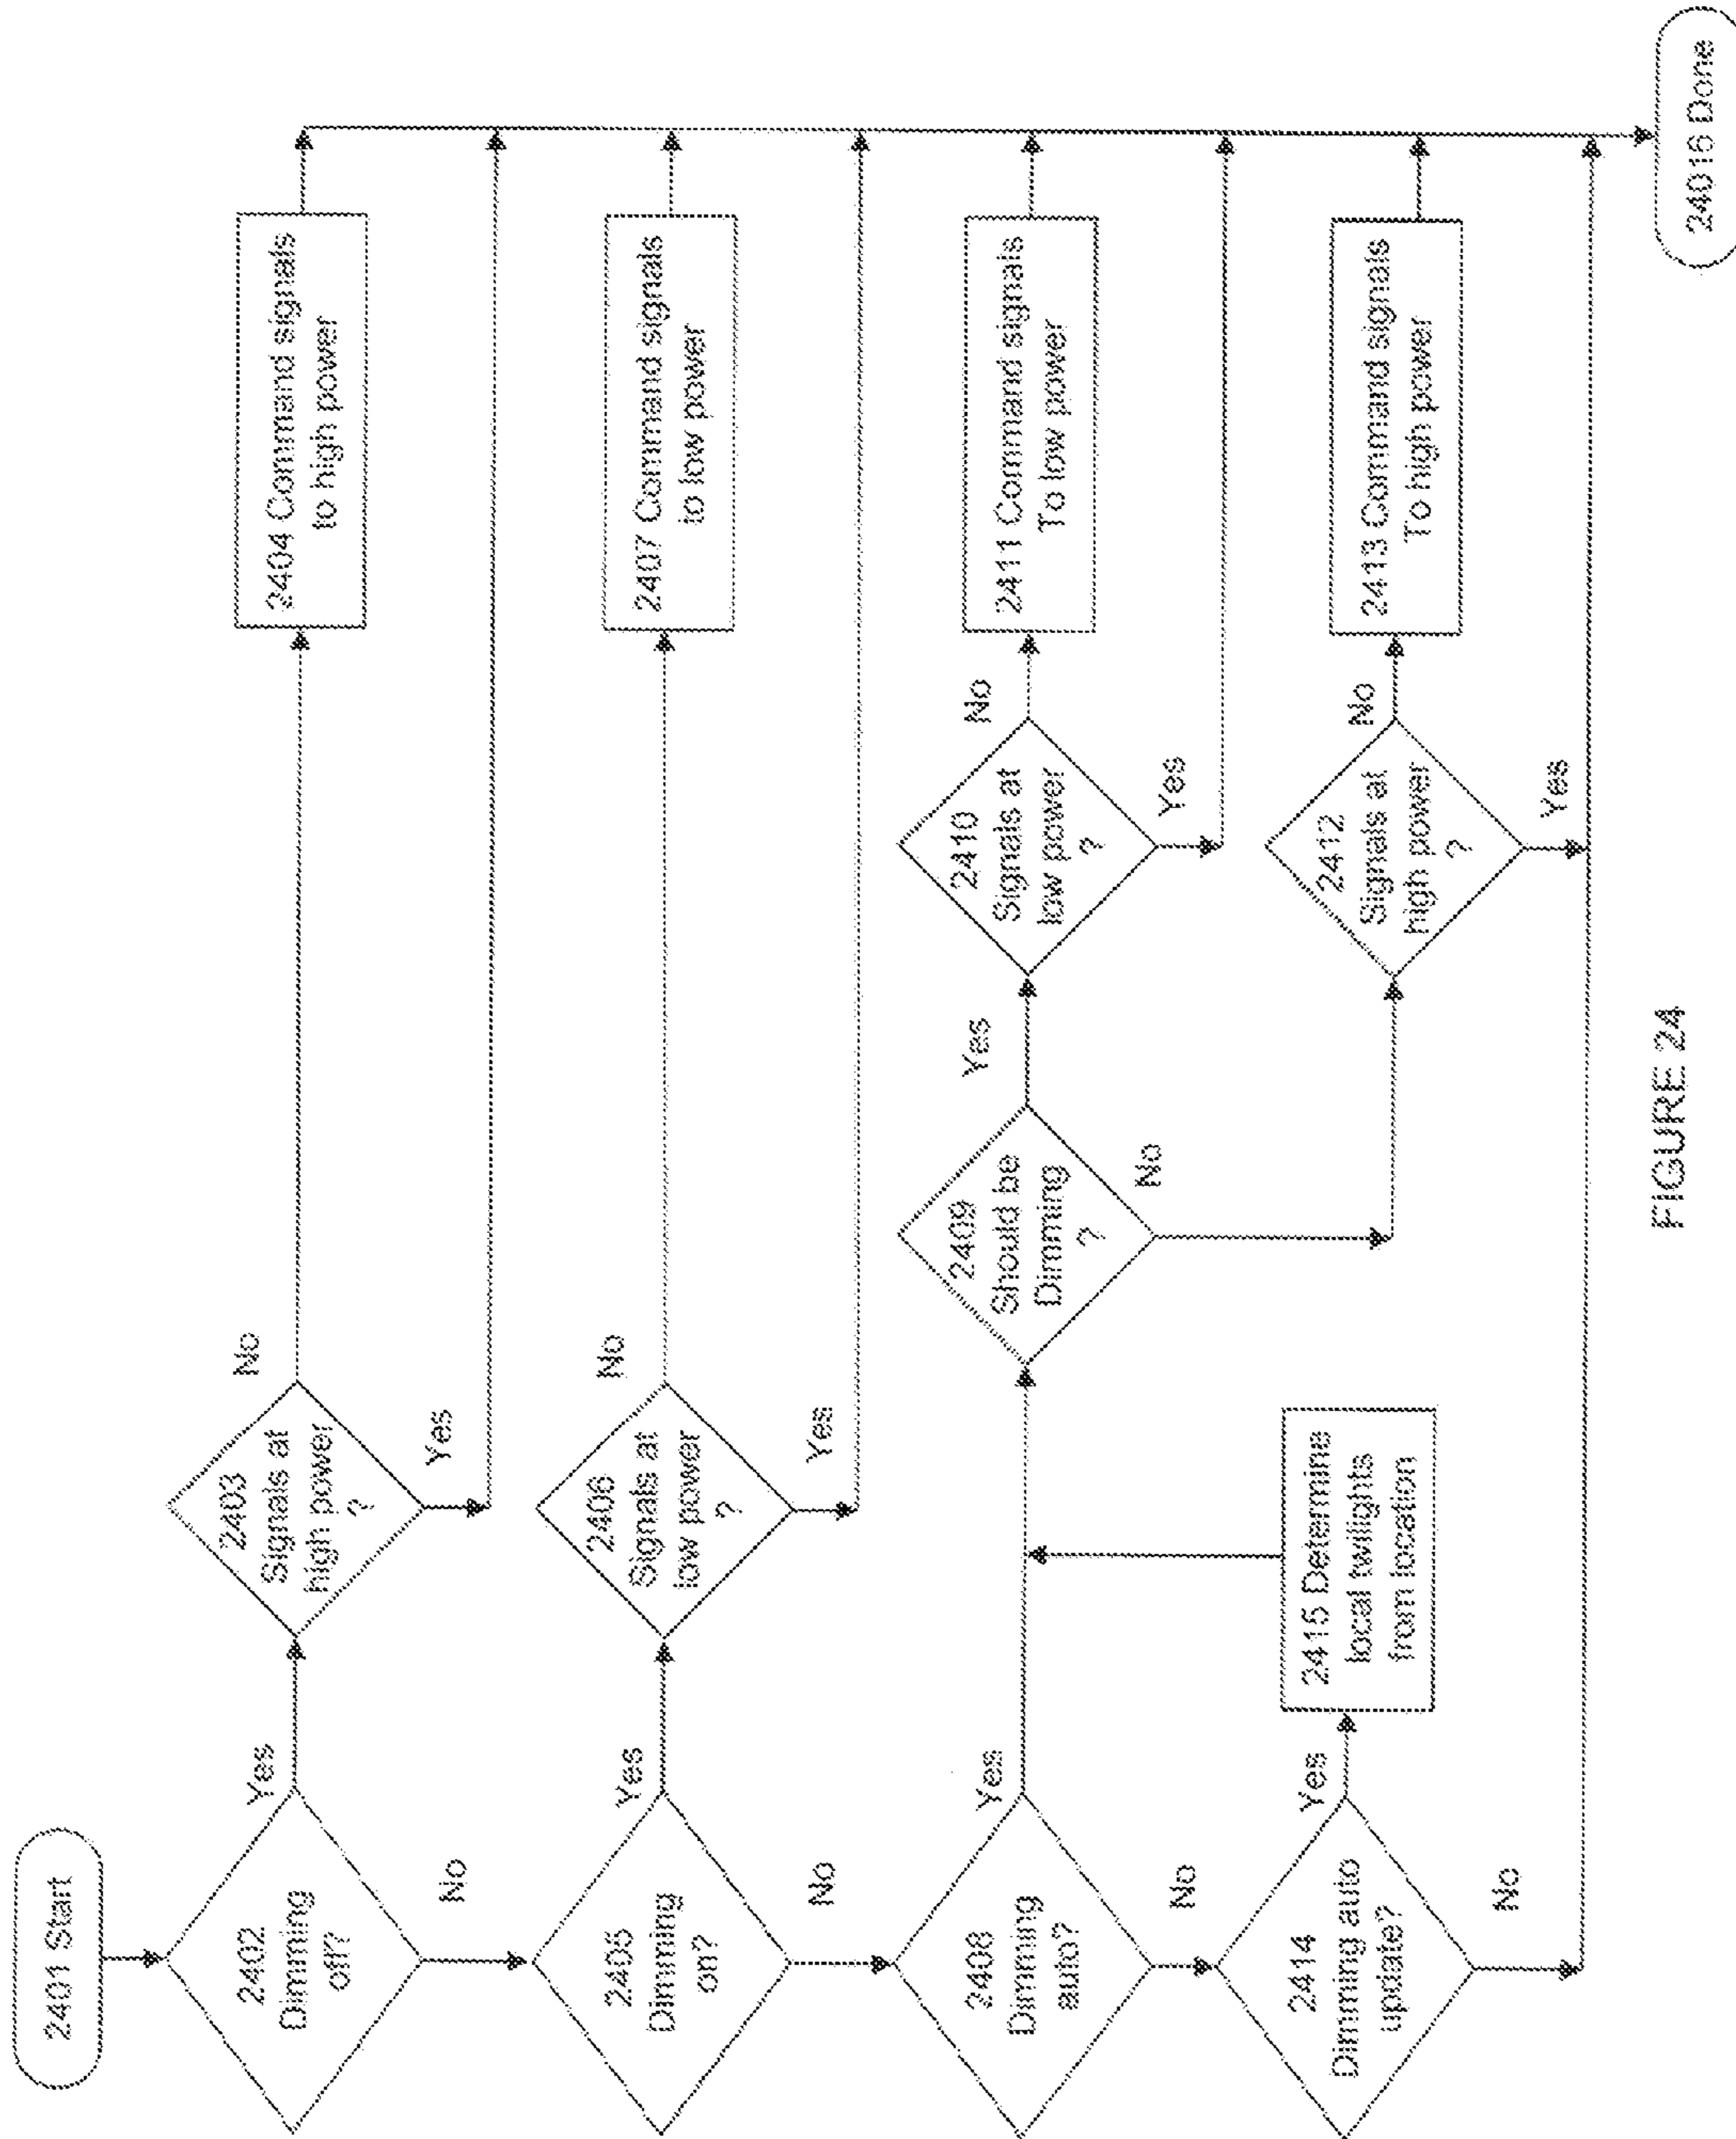 2401 Start
2402
Dimming
off?
Yes
No
2403
Signals at
high power
?
No
Yes
2404 Command signals
to high power
2405
Dimming
on?
Yes
No
2406
Signals at
low power
?
No
Yes
2407 Command signals
to low power
2408
Dimming
auto?
Yes
No
2409
Should be
Dimming
?
Yes
No
2410
Signals at
low power
?
No
Yes
2411 Command signals
To low power
2412
Signals at
high power
?
No
Yes
2413 Command signals
To high power
2414
Dimming auto
update?
Yes
No
2415 Determine
local twilights
from location
24016 Done
FIGURE 24